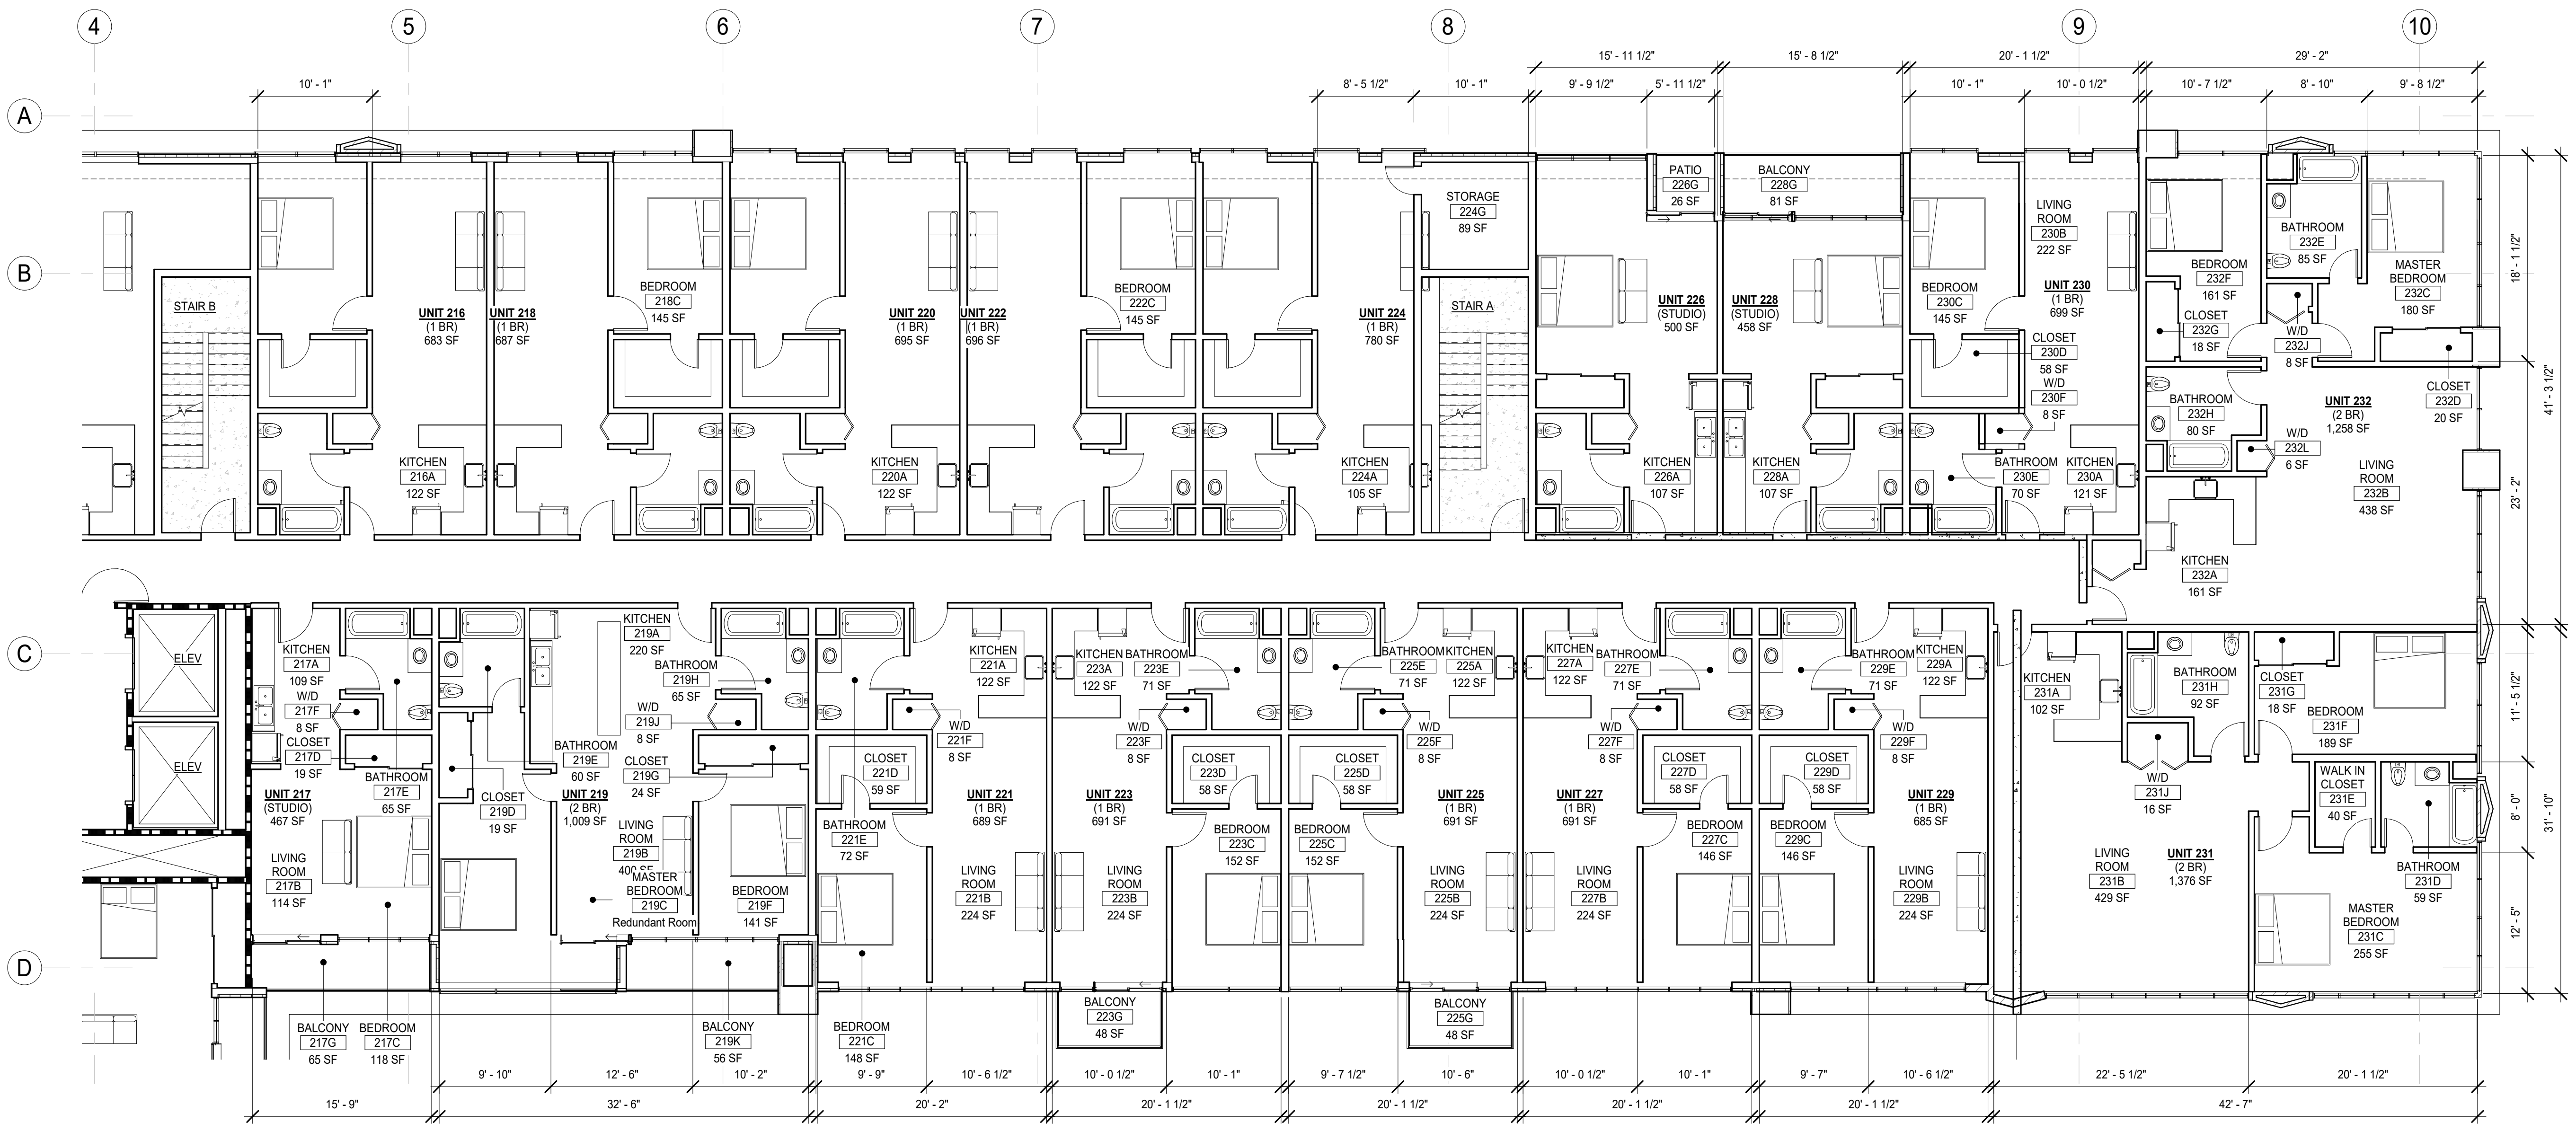 4
5
6
7
8
9
10
15' - 11 1/2"
15' - 8 1/2"
20' - 1 1/2"
29' - 2"
10' - 1"
8' - 5 1/2"
10' - 1"
9' - 9 1/2"
5' - 11 1/2"
10' - 1"
10' - 0 1/2"
10' - 7 1/2"
8' - 10"
9' - 8 1/2"
A
B
C
D
STAIR B
UNIT 216
(1 BR)
683 SF
KITCHEN
216A
122 SF
UNIT 218
(1 BR)
687 SF
BEDROOM
218C
145 SF
UNIT 220
(1 BR)
695 SF
KITCHEN
220A
122 SF
UNIT 222
(1 BR)
696 SF
BEDROOM
222C
145 SF
UNIT 224
(1 BR)
780 SF
KITCHEN
224A
105 SF
STORAGE
224G
89 SF
STAIR A
UNIT 226
(STUDIO)
500 SF
PATIO
226G
26 SF
KITCHEN
226A
107 SF
BALCONY
228G
81 SF
UNIT 228
(STUDIO)
458 SF
KITCHEN
228A
107 SF
BEDROOM
230C
145 SF
LIVING
ROOM
230B
222 SF
UNIT 230
(1 BR)
699 SF
CLOSET
230D
58 SF
W/D
230F
8 SF
BATHROOM
230E
70 SF
KITCHEN
230A
121 SF
BEDROOM
232F
161 SF
CLOSET
232G
18 SF
BATHROOM
232E
85 SF
W/D
232J
8 SF
MASTER
BEDROOM
232C
180 SF
CLOSET
232D
20 SF
BATHROOM
232H
80 SF
W/D
232L
6 SF
UNIT 232
(2 BR)
1,258 SF
LIVING
ROOM
232B
438 SF
KITCHEN
232A
161 SF
18' - 1 1/2"
23' - 2"
41' - 3 1/2"
11' - 5 1/2"
8' - 0"
12' - 5"
31' - 10"
ELEV
ELEV
KITCHEN
217A
109 SF
W/D
217F
8 SF
CLOSET
217D
19 SF
BATHROOM
217E
65 SF
UNIT 217
(STUDIO)
467 SF
LIVING
ROOM
217B
114 SF
BALCONY
217G
65 SF
BEDROOM
217C
118 SF
KITCHEN
219A
220 SF
BATHROOM
219H
65 SF
W/D
219J
8 SF
BATHROOM
219E
60 SF
CLOSET
219G
24 SF
CLOSET
219D
19 SF
UNIT 219
(2 BR)
1,009 SF
LIVING
ROOM
219B
400 SF
MASTER
BEDROOM
219C
Redundant Room
BEDROOM
219F
141 SF
BALCONY
219K
56 SF
KITCHEN
221A
122 SF
W/D
221F
8 SF
CLOSET
221D
59 SF
BATHROOM
221E
72 SF
UNIT 221
(1 BR)
689 SF
LIVING
ROOM
221B
224 SF
BEDROOM
221C
148 SF
KITCHEN
223A
122 SF
BATHROOM
223E
71 SF
W/D
223F
8 SF
CLOSET
223D
58 SF
UNIT 223
(1 BR)
691 SF
BEDROOM
223C
152 SF
LIVING
ROOM
223B
224 SF
BALCONY
223G
48 SF
BATHROOM
225E
71 SF
KITCHEN
225A
122 SF
W/D
225F
8 SF
CLOSET
225D
58 SF
UNIT 225
(1 BR)
691 SF
BEDROOM
225C
152 SF
LIVING
ROOM
225B
224 SF
BALCONY
225G
48 SF
KITCHEN
227A
122 SF
BATHROOM
227E
71 SF
W/D
227F
8 SF
CLOSET
227D
58 SF
UNIT 227
(1 BR)
691 SF
BEDROOM
227C
146 SF
LIVING
ROOM
227B
224 SF
BATHROOM
229E
71 SF
KITCHEN
229A
122 SF
W/D
229F
8 SF
CLOSET
229D
58 SF
UNIT 229
(1 BR)
685 SF
BEDROOM
229C
146 SF
LIVING
ROOM
229B
224 SF
KITCHEN
231A
102 SF
BATHROOM
231H
92 SF
CLOSET
231G
18 SF
BEDROOM
231F
189 SF
W/D
231J
16 SF
WALK IN
CLOSET
231E
40 SF
LIVING
ROOM
231B
429 SF
UNIT 231
(2 BR)
1,376 SF
BATHROOM
231D
59 SF
MASTER
BEDROOM
231C
255 SF
9' - 10"
12' - 6"
10' - 2"
9' - 9"
10' - 6 1/2"
10' - 0 1/2"
10' - 1"
9' - 7 1/2"
10' - 6"
10' - 0 1/2"
10' - 1"
9' - 7"
10' - 6 1/2"
22' - 5 1/2"
20' - 1 1/2"
15' - 9"
32' - 6"
20' - 2"
20' - 1 1/2"
20' - 1 1/2"
20' - 1 1/2"
20' - 1 1/2"
42' - 7"